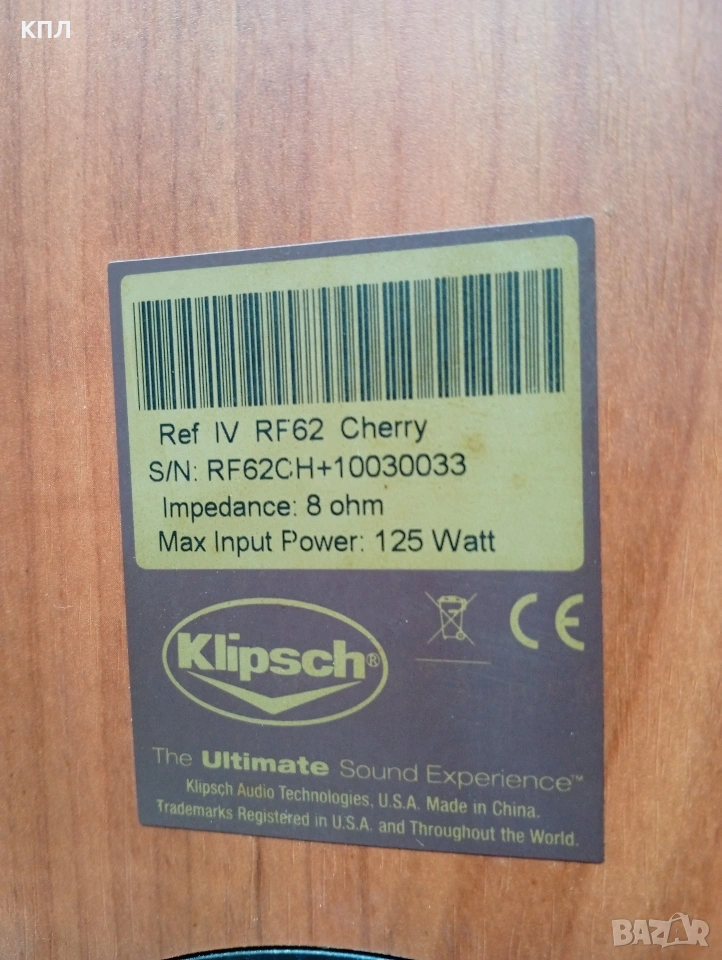 КПЛ
Ref IV RF62 Cherry
S/N: RF62CH+10030033
Impedance: 8 ohm
Max Input Power: 125 Watt
CE
Klipsch®
The Ultimate Sound Experience™
Klipsch Audio Technologies, U.S.A. Made in China.
Trademarks Registered in U.S.A. and Throughout the World.
BAZAR